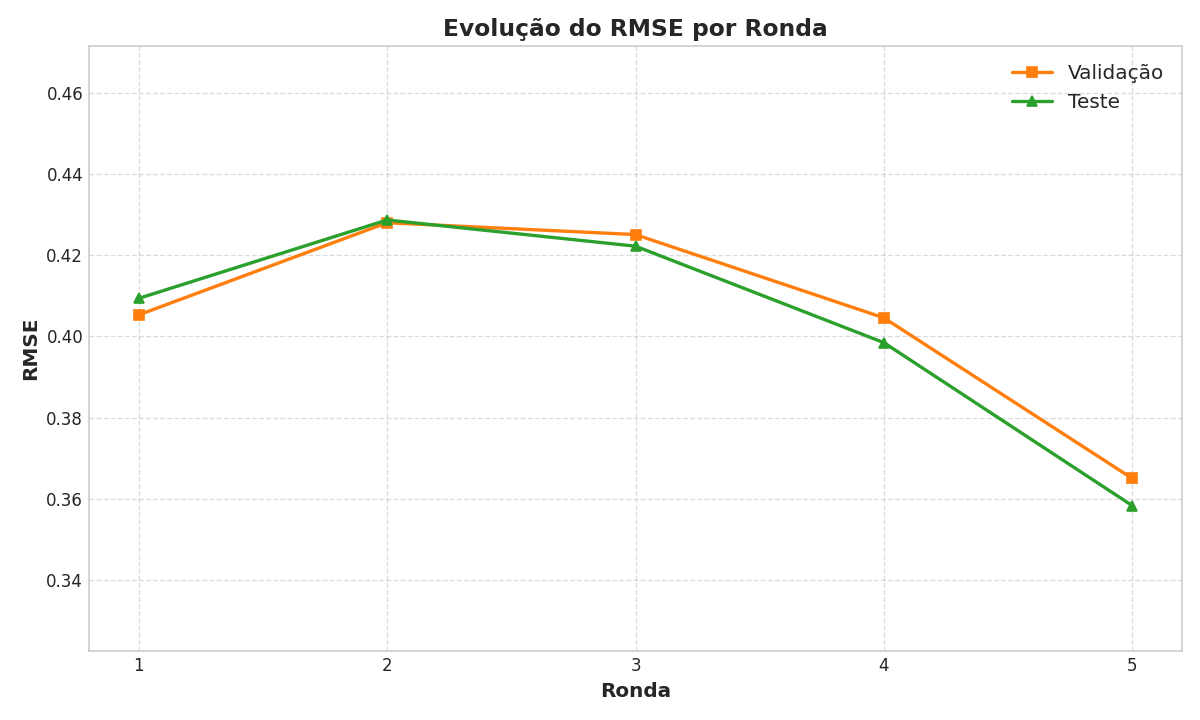 Evolução do RMSE por Ronda
Validação
Teste
0.46
0.44
0.42
0.40
0.38
0.36
0.34
RMSE
1 2 3 4 5
Ronda